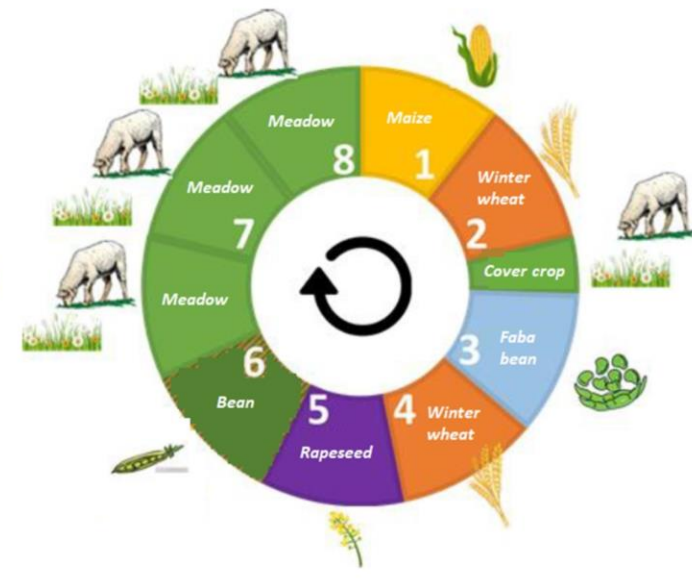 Maize
1
Winter
wheat
2
Cover crop
Faba
bean
3
Winter
wheat
4
Rapeseed
5
Bean
6
Meadow
Meadow
7
Meadow
8